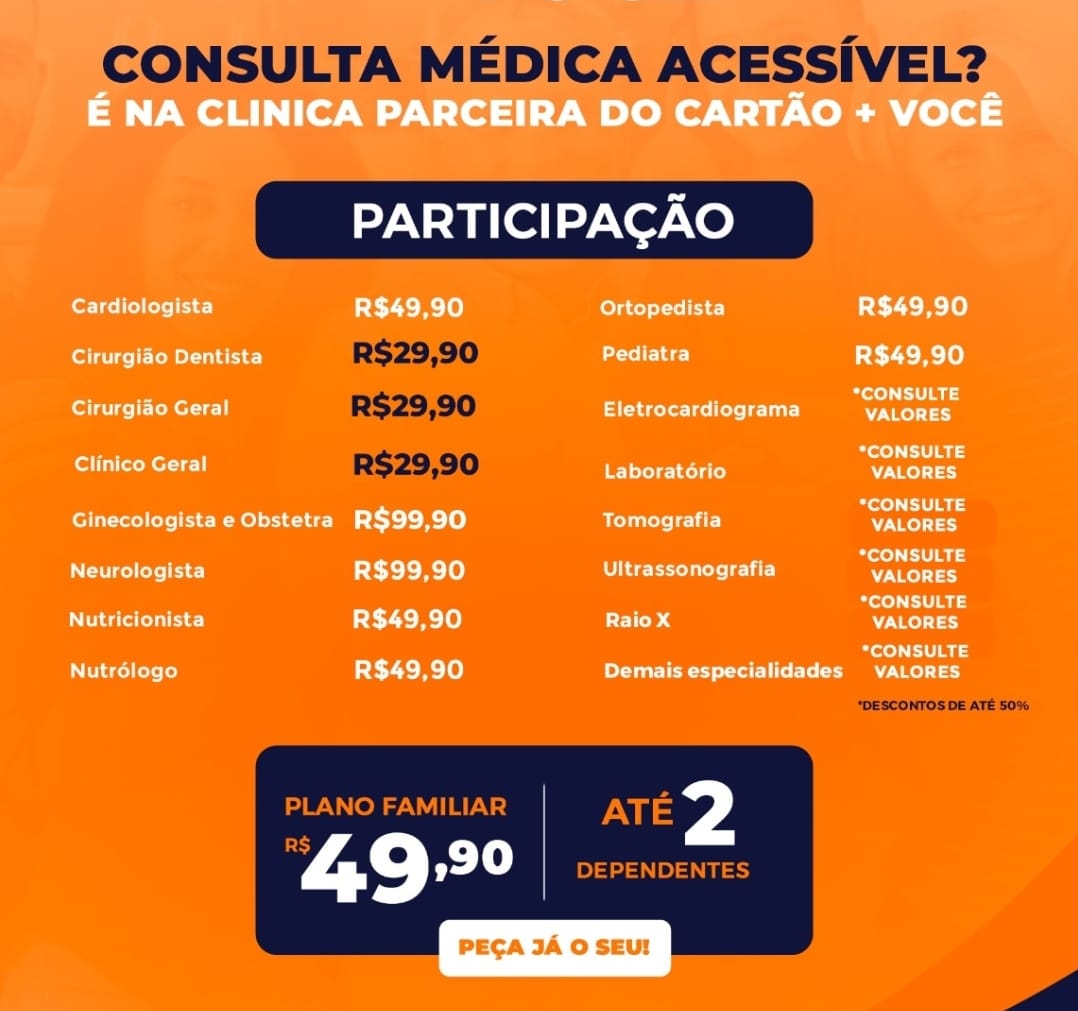 CONSULTA MÉDICA ACESSÍVEL?
É NA CLINICA PARCEIRA DO CARTÃO + VOCÊ
PARTICIPAÇÃO
Cardiologista R$49,90
Cirurgião Dentista R$29,90
Cirurgião Geral R$29,90
Clínico Geral R$29,90
Ginecologista e Obstetra R$99,90
Neurologista R$99,90
Nutricionista R$49,90
Nutrólogo R$49,90
Ortopedista R$49,90
Pediatra R$49,90
Eletrocardiograma *CONSULTE
VALORES
Laboratório *CONSULTE
VALORES
Tomografia *CONSULTE
VALORES
Ultrassonografia *CONSULTE
VALORES
Raio X *CONSULTE
VALORES
Demais especialidades *CONSULTE
VALORES
*DESCONTOS DE ATÉ 50%
PLANO FAMILIAR
R$ 49,90
ATÉ 2
DEPENDENTES
PEÇA JÁ O SEU!